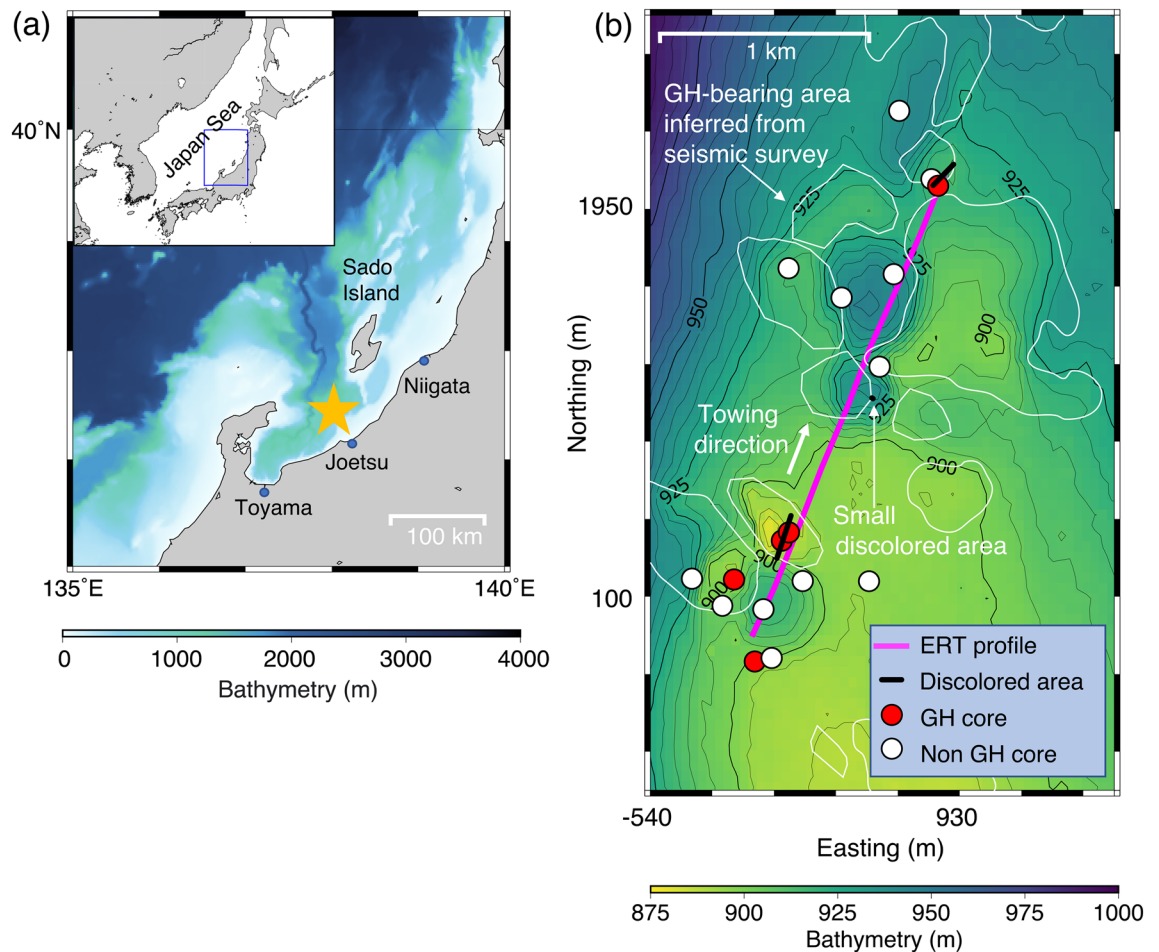 (a)
Japan Sea
40˚N
Sado
Island
Niigata
Joetsu
Toyama
100 km
135˚E
140˚E
0
1000
2000
3000
4000
Bathymetry (m)
(b)
1 km
GH-bearing area
inferred from
seismic survey
925
925
925
1950
950
900
Northing (m)
925
Towing
direction
900
925
Small
discolored area
900
900
100
ERT profile
Discolored area
GH core
Non GH core
-540
930
Easting (m)
875
900
925
950
975
1000
Bathymetry (m)